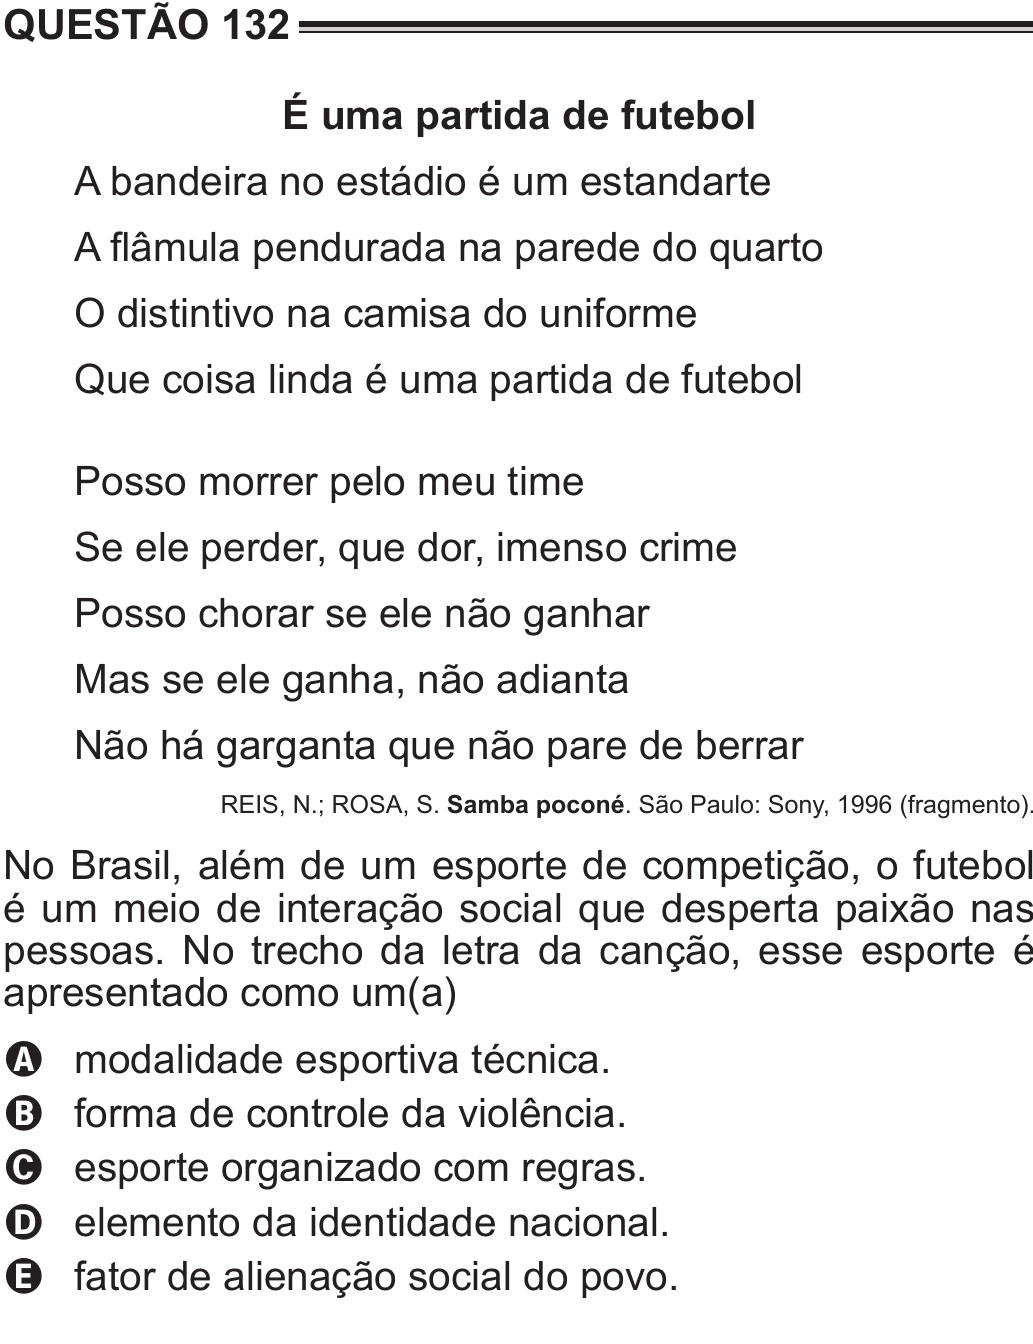 QUESTÃO 132
É uma partida de futebol
A bandeira no estádio é um estandarte
A flâmula pendurada na parede do quarto
O distintivo na camisa do uniforme
Que coisa linda é uma partida de futebol
Posso morrer pelo meu time
Se ele perder, que dor, imenso crime
Posso chorar se ele não ganhar
Mas se ele ganha, não adianta
Não há garganta que não pare de berrar
REIS, N.; ROSA, S. Samba poconé. São Paulo: Sony, 1996 (fragmento).
No Brasil, além de um esporte de competição, o futebol
é um meio de interação social que desperta paixão nas
pessoas. No trecho da letra da canção, esse esporte é
apresentado como um(a)
A modalidade esportiva técnica.
B forma de controle da violência.
C esporte organizado com regras.
D elemento da identidade nacional.
E fator de alienação social do povo.